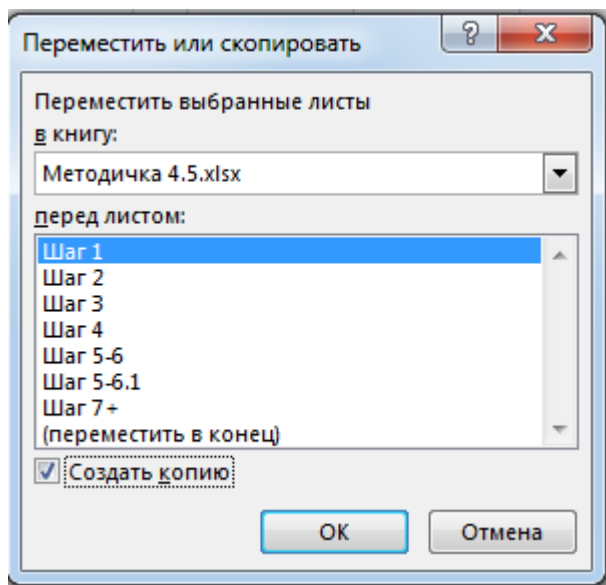 Переместить или скопировать
?
X
Переместить выбранные листы
в книгу:
Методичка 4.5.xlsx
перед листом:
Шаг 1
Шаг 2
Шаг 3
Шаг 4
Шаг 5-6
Шаг 5-6.1
Шаг 7+
(переместить в конец)
Создать копию
ОК
Отмена